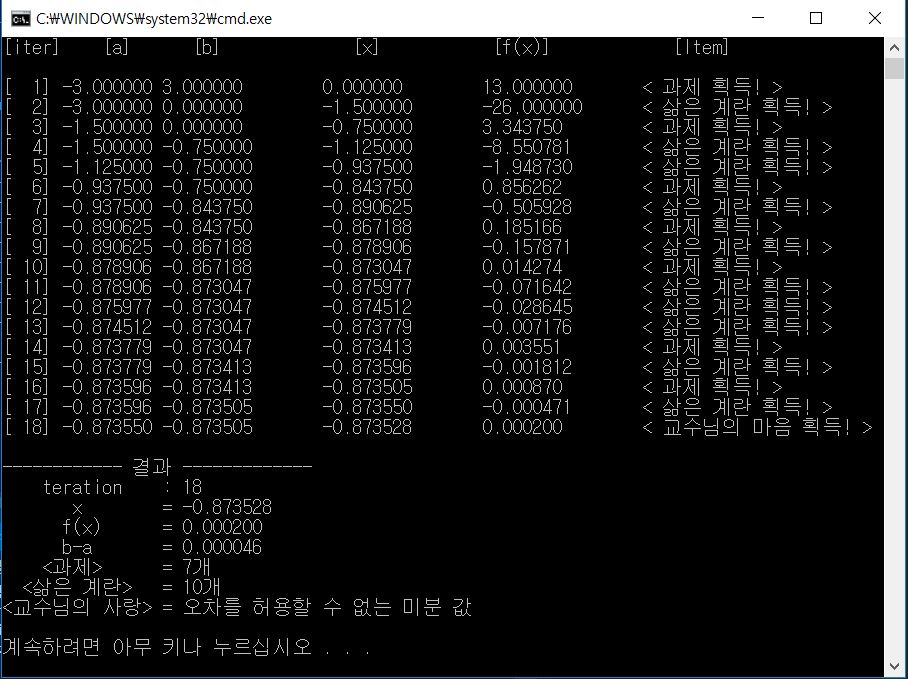 C:₩WINDOWS₩system32₩cmd.exe
[iter] [a] [b] [x] [f(x)] [Item]
[ 1] -3.000000 3.000000 0.000000 13.000000 < 과제 획득! >
[ 2] -3.000000 0.000000 -1.500000 -26.000000 < 삶은 계란 획득! >
[ 3] -1.500000 0.000000 -0.750000 3.343750 < 과제 획득! >
[ 4] -1.500000 -0.750000 -1.125000 -8.550781 < 삶은 계란 획득! >
[ 5] -1.125000 -0.750000 -0.937500 -1.948730 < 삶은 계란 획득! >
[ 6] -0.937500 -0.750000 -0.843750 0.856262 < 과제 획득! >
[ 7] -0.937500 -0.843750 -0.890625 -0.505928 < 삶은 계란 획득! >
[ 8] -0.890625 -0.843750 -0.867188 0.185166 < 과제 획득! >
[ 9] -0.890625 -0.867188 -0.878906 -0.157871 < 삶은 계란 획득! >
[ 10] -0.878906 -0.867188 -0.873047 0.014274 < 과제 획득! >
[ 11] -0.878906 -0.873047 -0.875977 -0.071642 < 삶은 계란 획득! >
[ 12] -0.875977 -0.873047 -0.874512 -0.028645 < 삶은 계란 획득! >
[ 13] -0.874512 -0.873047 -0.873779 -0.007176 < 삶은 계란 획득! >
[ 14] -0.873779 -0.873047 -0.873413 0.003551 < 과제 획득! >
[ 15] -0.873779 -0.873413 -0.873596 -0.001812 < 삶은 계란 획득! >
[ 16] -0.873596 -0.873413 -0.873505 0.000870 < 과제 획득! >
[ 17] -0.873596 -0.873505 -0.873550 -0.000471 < 삶은 계란 획득! >
[ 18] -0.873550 -0.873505 -0.873528 0.000200 < 교수님의 마음 획득! >
------------ 결과 -------------
teration : 18
x = -0.873528
f(x) = 0.000200
b-a = 0.000046
<과제> = 7개
<삶은 계란> = 10개
<교수님의 사랑> = 오차를 허용할 수 없는 미분 값
계속하려면 아무 키나 누르십시오 . . .